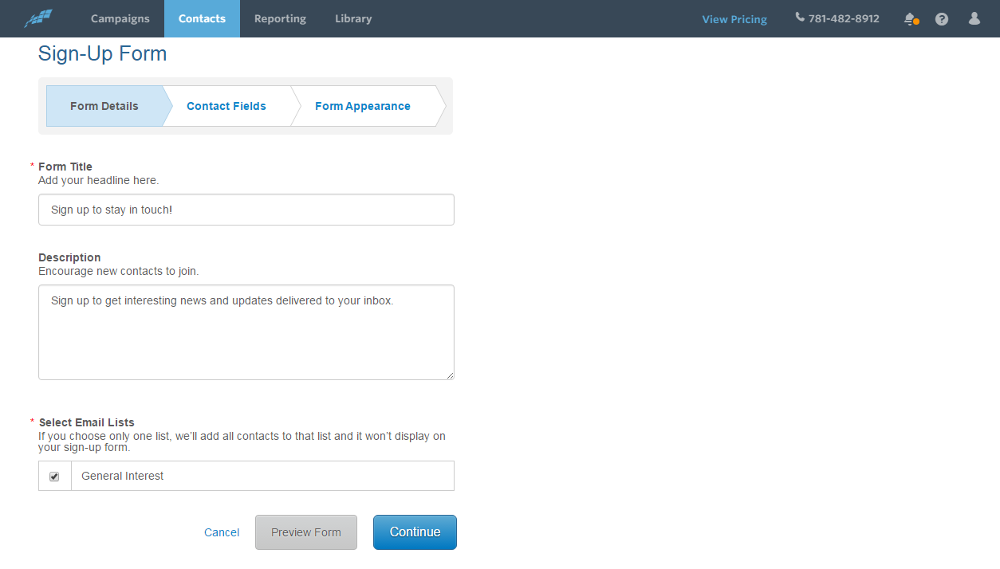 Campaigns Contacts Reporting Library View Pricing 781-482-8912 ?
Sign-Up Form
Form Details Contact Fields Form Appearance
* Form Title
Add your headline here.
Sign up to stay in touch!
Description
Encourage new contacts to join.
Sign up to get interesting news and updates delivered to your inbox.
* Select Email Lists
If you choose only one list, we’ll add all contacts to that list and it won’t display on
your sign-up form.
General Interest
Cancel Preview Form Continue